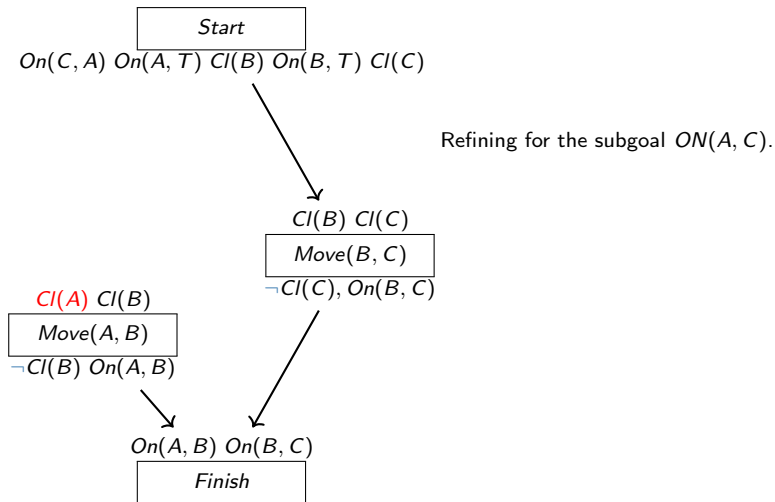 Start
On(C, A) On(A, T) Cl(B) On(B, T) Cl(C)
Refining for the subgoal ON(A, C).
Cl(B) Cl(C)
Move(B, C)
¬Cl(C), On(B, C)
Cl(A) Cl(B)
Move(A, B)
¬Cl(B) On(A, B)
On(A, B) On(B, C)
Finish